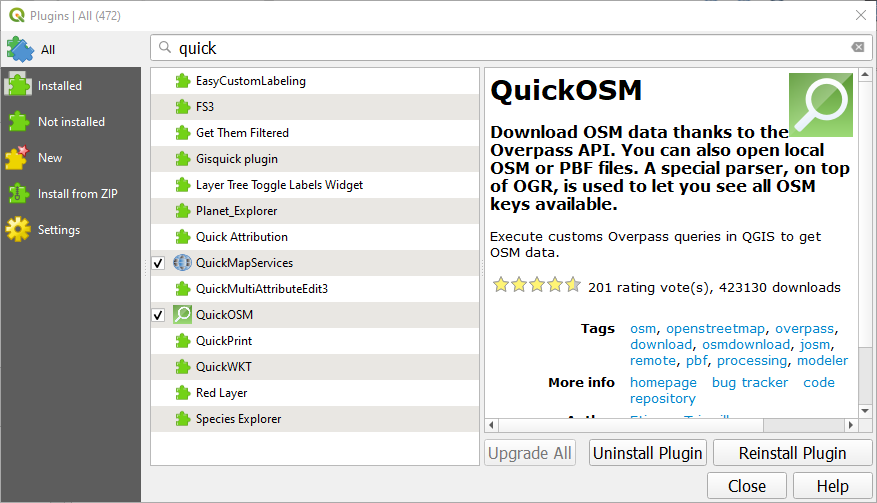 Plugins | All (472)
All
quick
Installed
Not installed
New
Install from ZIP
Settings
EasyCustomLabeling
FS3
Get Them Filtered
Gisquick plugin
Layer Tree Toggle Labels Widget
Planet_Explorer
Quick Attribution
QuickMapServices
QuickMultiAttributeEdit3
QuickOSM
QuickPrint
QuickWKT
Red Layer
Species Explorer
QuickOSM
Download OSM data thanks to the
Overpass API. You can also open local
OSM or PBF files. A special parser, on top
of OGR, is used to let you see all OSM
keys available.
Execute customs Overpass queries in QGIS to get
OSM data.
201 rating vote(s), 423130 downloads
Tags osm, openstreetmap, overpass,
download, osmdownload, josm,
remote, pbf, processing, modeler
More info homepage bug tracker code
repository
Upgrade All Uninstall Plugin Reinstall Plugin
Close Help